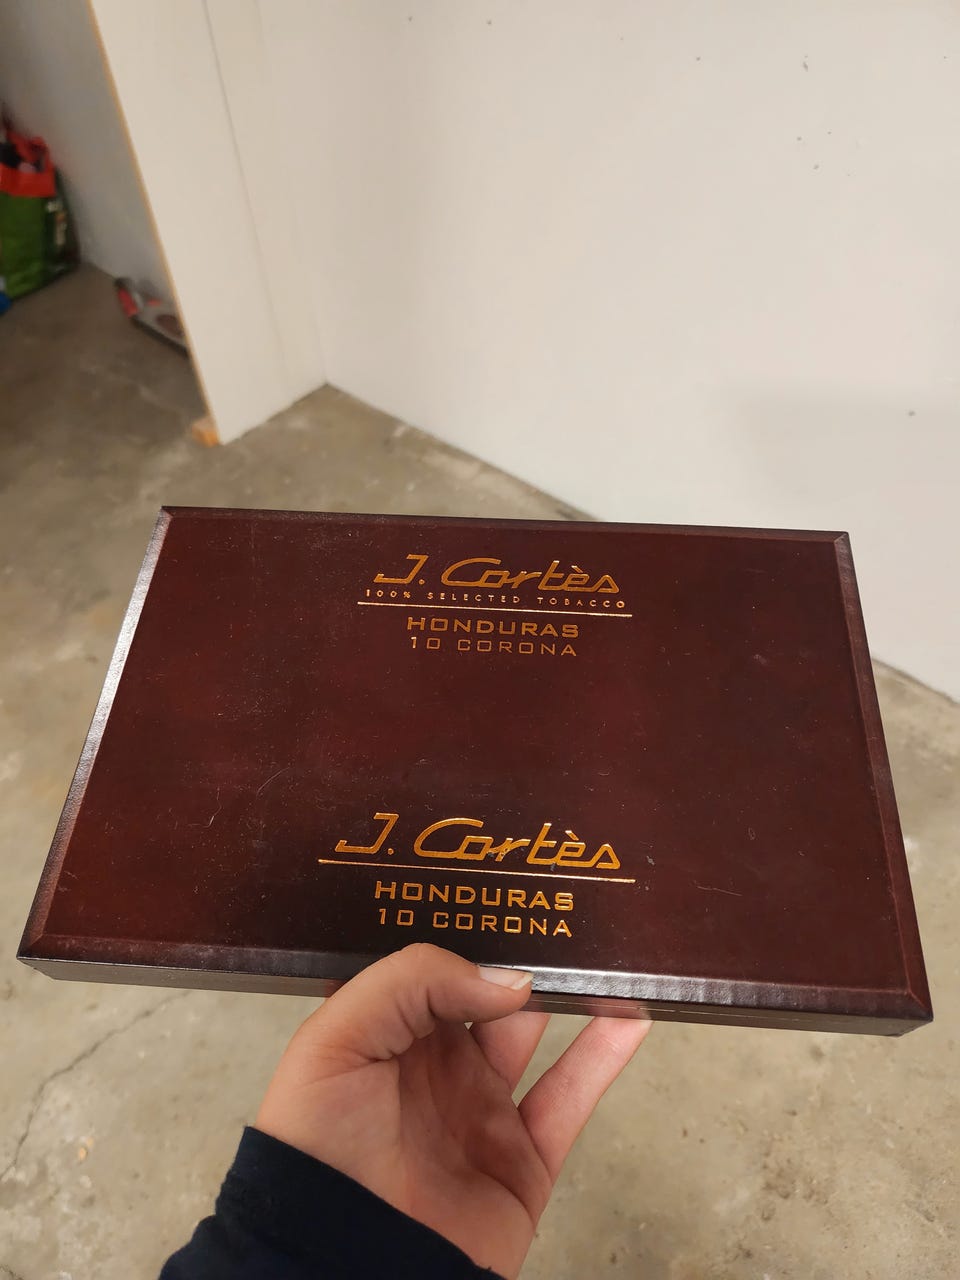 J. Cortès
100% SELECTED TOBACCO
HONDURAS
10 CORONA
J. Cortès
HONDURAS
10 CORONA